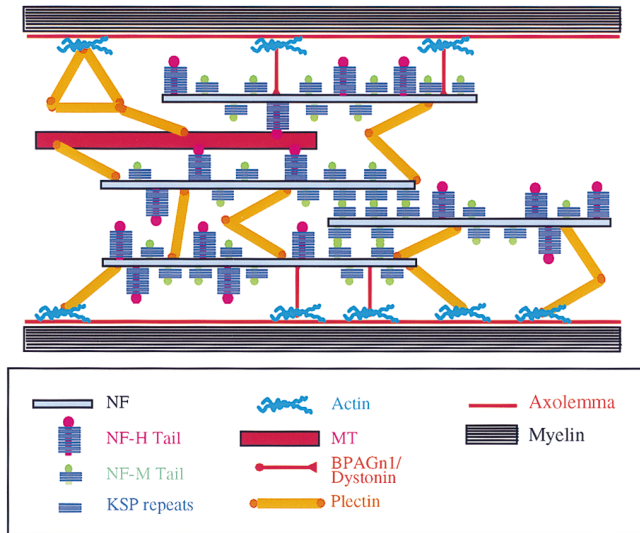 NF
Actin
Axolemma
NF-H Tail
MT
Myelin
NF-M Tail
BPAGn1/
Dystonin
KSP repeats
Plectin